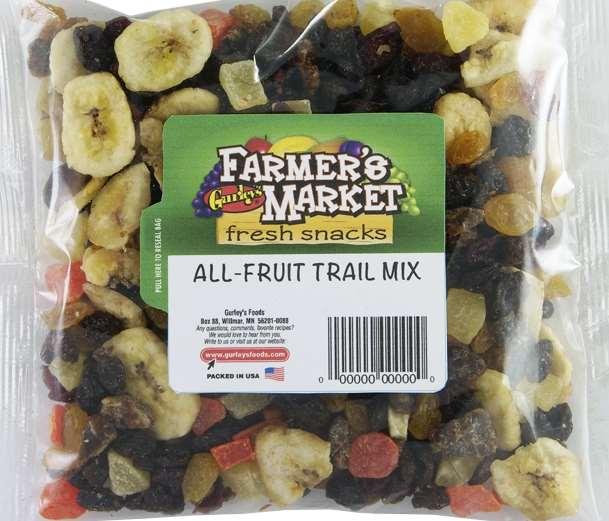 FARMER'S
Gurley's
MARKET
fresh snacks
PULL HERE TO RESEAL BAG
ALL-FRUIT TRAIL MIX
Gurley's Foods
Box 88, Willmar, MN 56201-0088
Any questions, comments, favorite recipes?
We would love to hear from you.
Write to us or visit us at our website:
www.gurleysfoods.com
PACKED IN USA
0 00000 00000 0